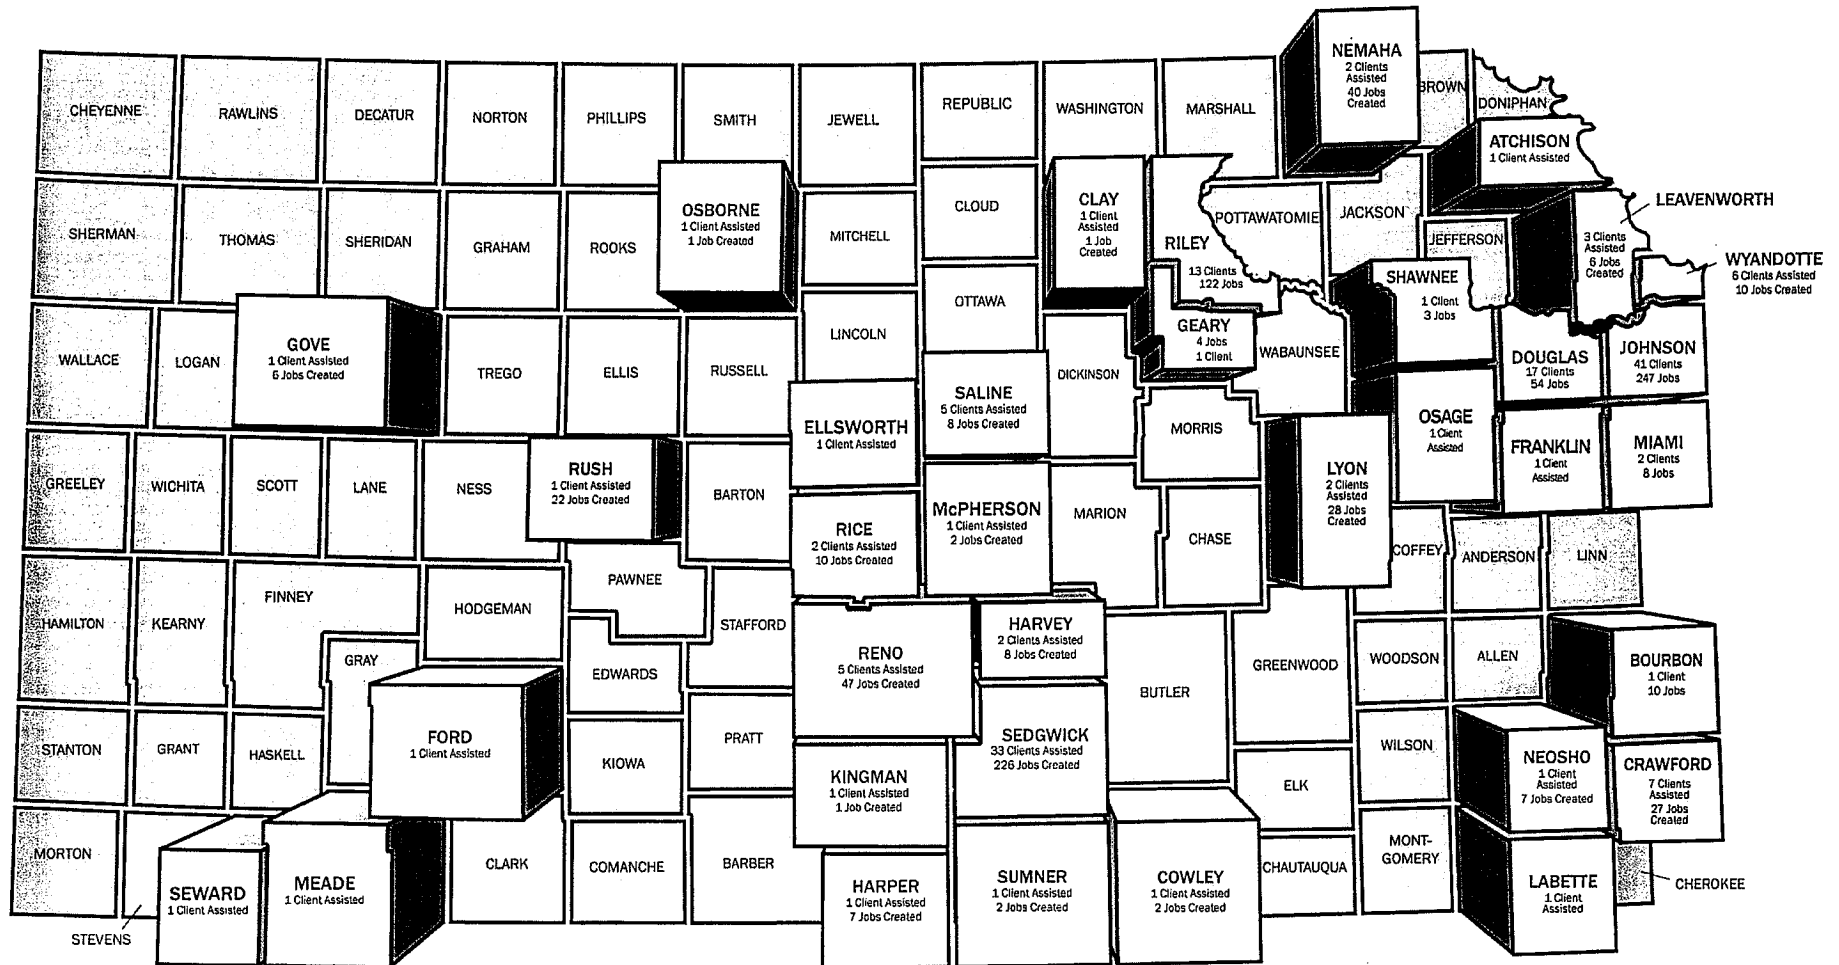 CHEYENNE
RAWLINS
DECATUR
NORTON
PHILLIPS
SMITH
JEWELL
REPUBLIC
WASHINGTON
MARSHALL
NEMAHA
2 Clients
Assisted
40 Jobs
Created
BROWN
DONIPHAN
ATCHISON
1 Client Assisted
SHERMAN
THOMAS
SHERIDAN
GRAHAM
ROOKS
OSBORNE
1 Client Assisted
1 Job Created
MITCHELL
CLOUD
CLAY
1 Client
Assisted
1 Job
Created
RILEY
13 Clients
122 Jobs
POTTAWATOMIE
JACKSON
JEFFERSON
LEAVENWORTH
3 Clients
Assisted
6 Jobs
Created
WYANDOTTE
6 Clients Assisted
10 Jobs Created
OTTAWA
SHAWNEE
1 Client
3 Jobs
WALLACE
LOGAN
GOVE
1 Client Assisted
6 Jobs Created
TREGO
ELLIS
RUSSELL
LINCOLN
SALINE
5 Clients Assisted
8 Jobs Created
DICKINSON
GEARY
4 Jobs
1 Client
WABAUNSEE
DOUGLAS
17 Clients
54 Jobs
JOHNSON
41 Clients
247 Jobs
ELLSWORTH
1 Client Assisted
MORRIS
OSAGE
1 Client
Assisted
FRANKLIN
1 Client
Assisted
MIAMI
2 Clients
8 Jobs
GREELEY
WICHITA
SCOTT
LANE
NESS
RUSH
1 Client Assisted
22 Jobs Created
BARTON
RICE
2 Clients Assisted
10 Jobs Created
McPHERSON
1 Client Assisted
2 Jobs Created
MARION
CHASE
LYON
2 Clients
Assisted
28 Jobs
Created
COFFEY
ANDERSON
LINN
HAMILTON
KEARNY
FINNEY
GRAY
HODGEMAN
PAWNEE
STAFFORD
EDWARDS
RENO
5 Clients Assisted
47 Jobs Created
HARVEY
2 Clients Assisted
8 Jobs Created
BUTLER
GREENWOOD
WOODSON
ALLEN
BOURBON
1 Client
10 Jobs
STANTON
GRANT
HASKELL
FORD
1 Client Assisted
KIOWA
PRATT
KINGMAN
1 Client Assisted
1 Job Created
SEDGWICK
33 Clients Assisted
226 Jobs Created
ELK
WILSON
NEOSHO
1 Client
Assisted
7 Jobs Created
CRAWFORD
7 Clients
Assisted
27 Jobs
Created
MORTON
STEVENS
SEWARD
1 Client Assisted
MEADE
1 Client Assisted
CLARK
COMANCHE
BARBER
HARPER
1 Client Assisted
7 Jobs Created
SUMNER
1 Client Assisted
2 Jobs Created
COWLEY
1 Client Assisted
2 Jobs Created
CHAUTAUQUA
MONT-
GOMERY
LABETTE
1 Client
Assisted
CHEROKEE